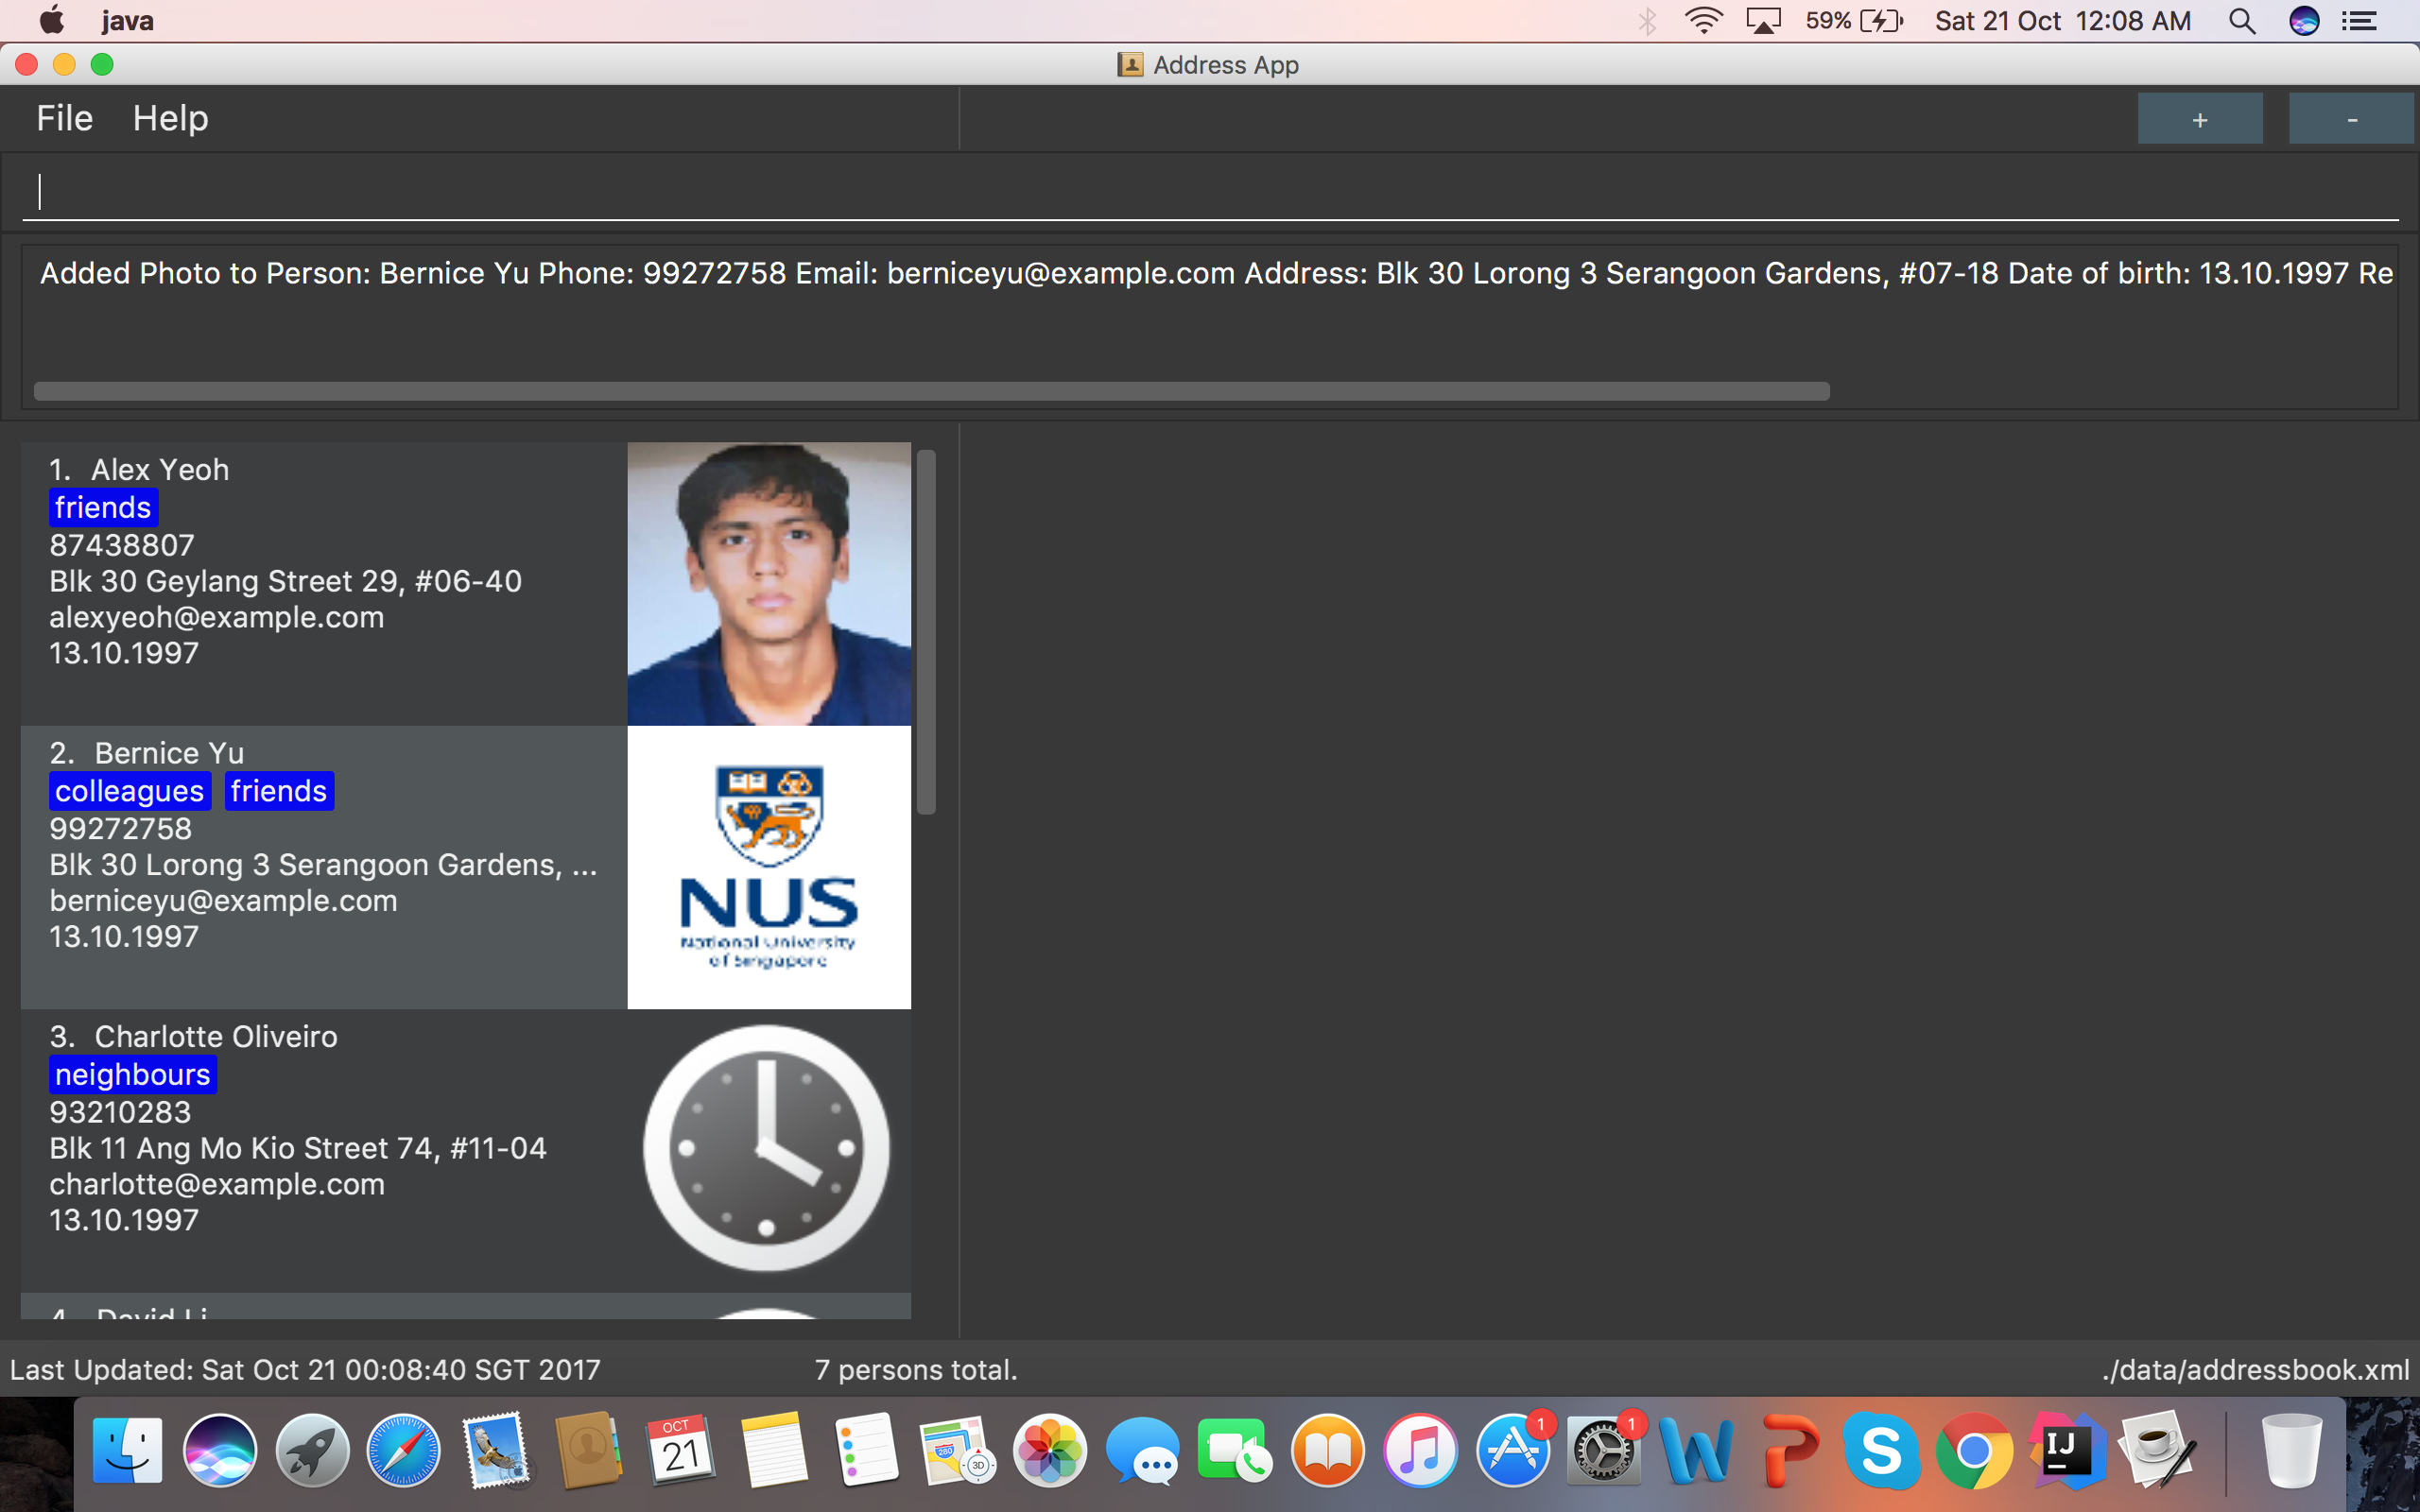 java
59%
Sat 21 Oct 12:08 AM
Address App
File Help
+ -
Added Photo to Person: Bernice Yu Phone: 99272758 Email: berniceyu@example.com Address: Blk 30 Lorong 3 Serangoon Gardens, #07-18 Date of birth: 13.10.1997 Re
1. Alex Yeoh
friends
87438807
Blk 30 Geylang Street 29, #06-40
alexyeoh@example.com
13.10.1997
2. Bernice Yu
colleagues friends
99272758
Blk 30 Lorong 3 Serangoon Gardens, ...
berniceyu@example.com
13.10.1997
NUS
National University
of Singapore
3. Charlotte Oliveiro
neighbours
93210283
Blk 11 Ang Mo Kio Street 74, #11-04
charlotte@example.com
13.10.1997
4. David Li
Last Updated: Sat Oct 21 00:08:40 SGT 2017
7 persons total.
./data/addressbook.xml
OCT
21
280
3D
1
1
W
P
S
IJ